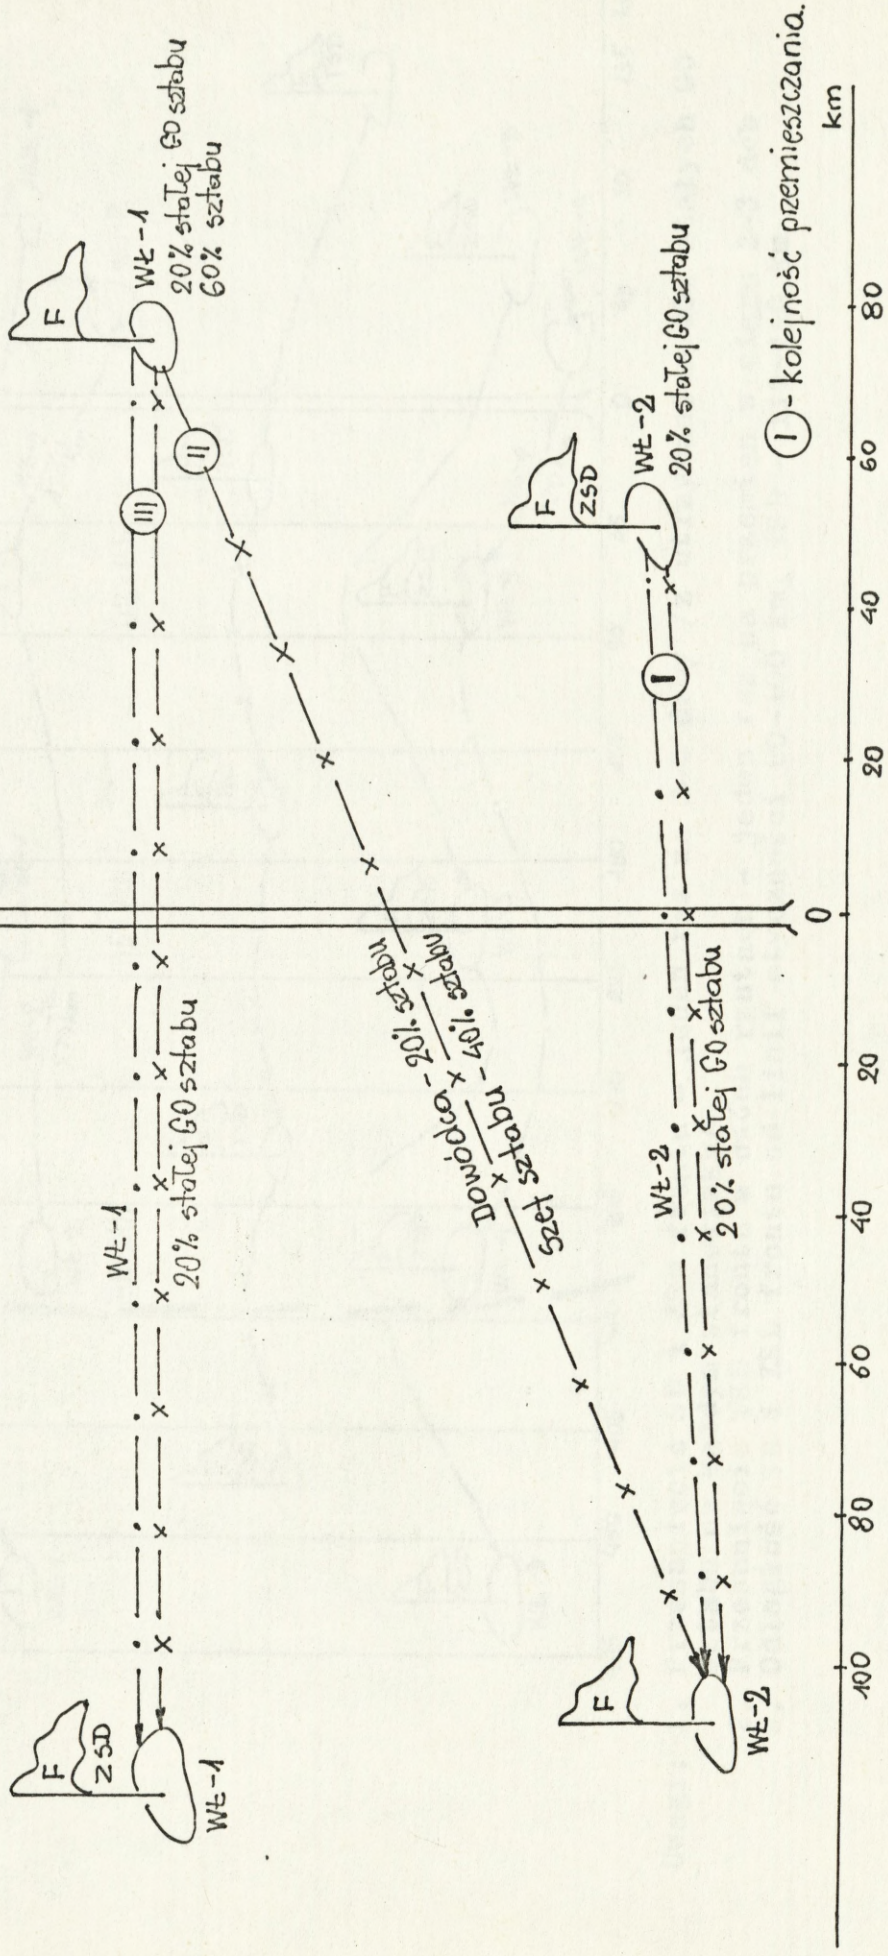 F
WŁ-1
20% stałej GO sztabu
60% sztabu
III
II
WŁ-1
20% stałej GO sztabu
F
ZSD
WŁ-1
Dowódca - 20% sztabu
Szef sztabu - 40% sztabu
F
ZSD
WŁ-2
20% stałej GO sztabu
I
WŁ-2
20% stałej GO sztabu
F
WŁ-2
I - kolejność przemieszczania.
100 80 60 40 20 0 20 40 60 80 km